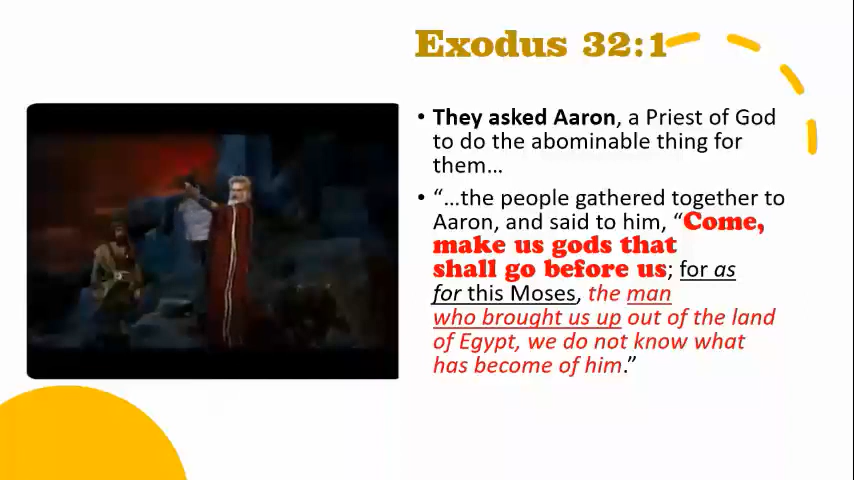 Exodus 32:1
• They asked Aaron, a Priest of God
to do the abominable thing for
them…
• “…the people gathered together to
Aaron, and said to him, “Come,
make us gods that
shall go before us; for as
for this Moses, the man
who brought us up out of the land
of Egypt, we do not know what
has become of him.”